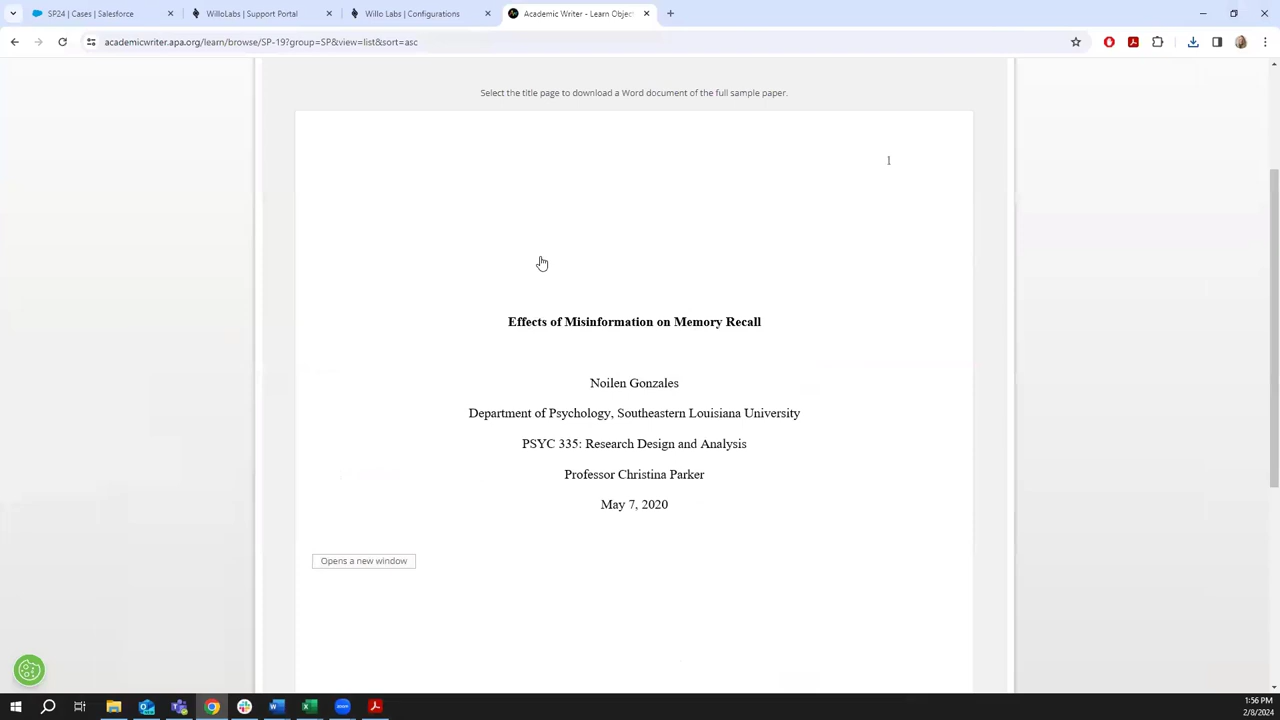 SP24 | Cases | Salesforce
WilloLabs | Support Portal
Willo Labs | Configurations
Academic Writer - Learn Objec
academicwriter.apa.org/learn/browse/SP-19?group=SP&view=list&sort=asc
Select the title page to download a Word document of the full sample paper.
1
Effects of Misinformation on Memory Recall
Noilen Gonzales
Department of Psychology, Southeastern Louisiana University
PSYC 335: Research Design and Analysis
Professor Christina Parker
May 7, 2020
Opens a new window
1:56 PM
2/8/2024